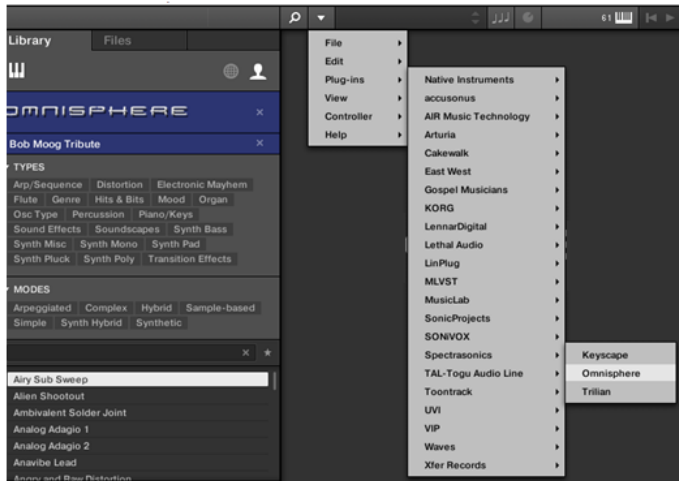 61
Library Files
OMNISPHERE ×
Bob Moog Tribute ×
TYPES
Arp/Sequence Distortion Electronic Mayhem
Flute Genre Hits & Bits Mood Organ
Osc Type Percussion Piano/Keys
Sound Effects Soundscapes Synth Bass
Synth Misc Synth Mono Synth Pad
Synth Pluck Synth Poly Transition Effects
MODES
Arpeggiated Complex Hybrid Sample-based
Simple Synth Hybrid Synthetic
Airy Sub Sweep
Alien Shootout
Ambivalent Solder Joint
Analog Adagio 1
Analog Adagio 2
Anavibe Lead
Angry and Raw Distortion
File
Edit
Plug-ins
View
Controller
Help
Native Instruments
accusonus
AIR Music Technology
Arturia
Cakewalk
East West
Gospel Musicians
KORG
LennarDigital
Lethal Audio
LinPlug
MLVST
MusicLab
SonicProjects
SONiVOX
Spectrasonics
TAL-Togu Audio Line
Toontrack
UVI
VIP
Waves
Xfer Records
Keyscape
Omnisphere
Trilian